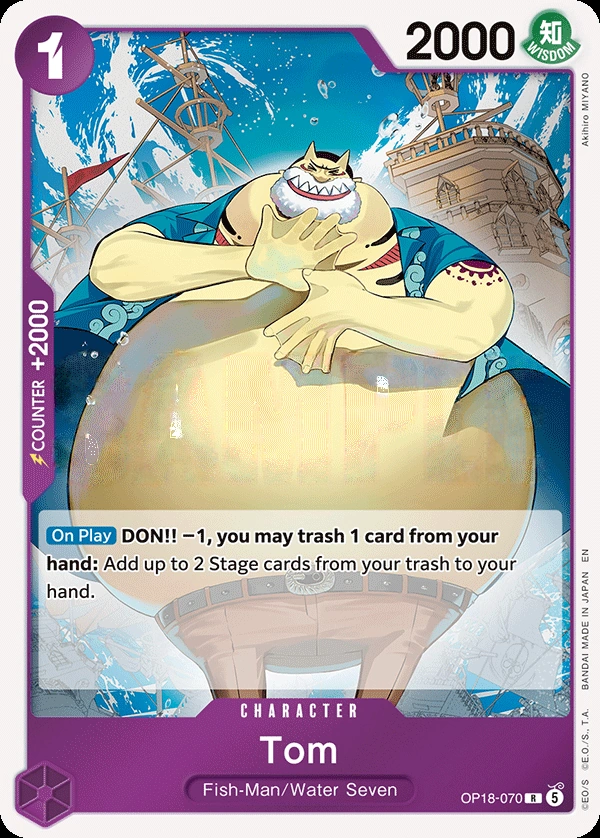 1
2000
知
WISDOM
Akihiro MIYANO
⚡COUNTER +2000
On Play DON!! −1, you may trash 1 card from your
hand: Add up to 2 Stage cards from your trash to your
hand.
CHARACTER
Tom
Fish-Man/Water Seven
OP18-070 R 5
©EO/S ©E.O./S., T.A. BANDAI MADE IN JAPAN EN